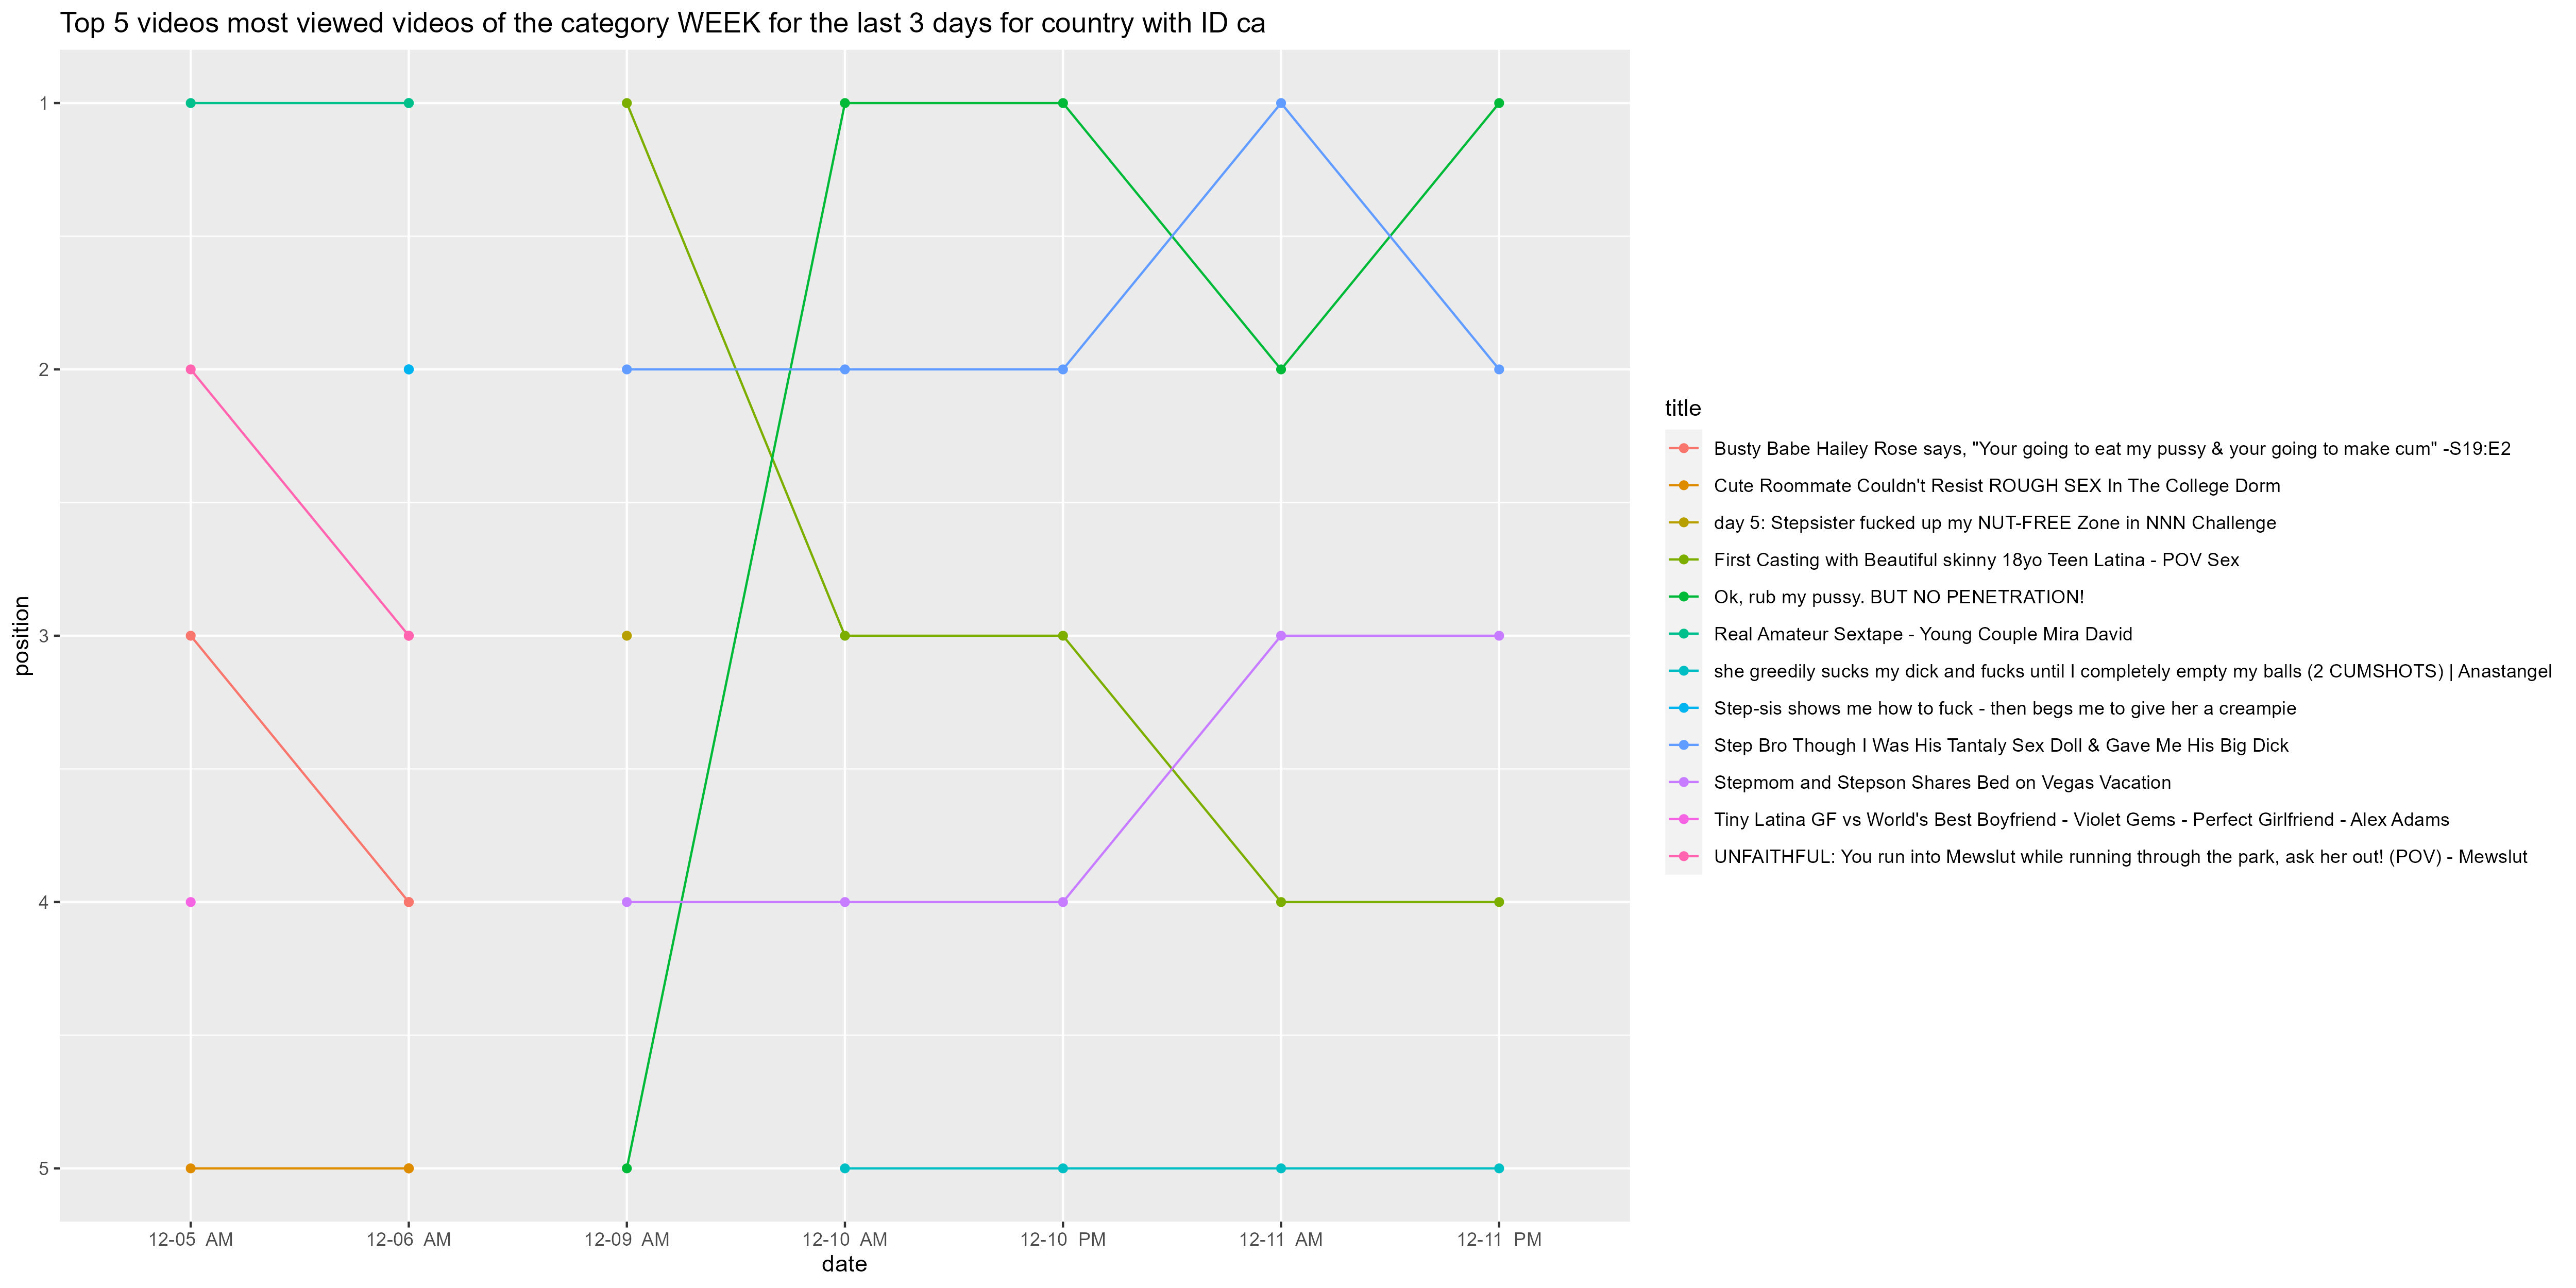 Top 5 videos most viewed videos of the category WEEK for the last 3 days for country with ID ca
position
1
2
3
4
5
12-05 AM
12-06 AM
12-09 AM
12-10 AM
12-10 PM
12-11 AM
12-11 PM
date
title
Busty Babe Hailey Rose says, "Your going to eat my pussy & your going to make cum" -S19:E2
Cute Roommate Couldn't Resist ROUGH SEX In The College Dorm
day 5: Stepsister fucked up my NUT-FREE Zone in NNN Challenge
First Casting with Beautiful skinny 18yo Teen Latina - POV Sex
Ok, rub my pussy. BUT NO PENETRATION!
Real Amateur Sextape - Young Couple Mira David
she greedily sucks my dick and fucks until I completely empty my balls (2 CUMSHOTS) | Anastangel
Step-sis shows me how to fuck - then begs me to give her a creampie
Step Bro Though I Was His Tantaly Sex Doll & Gave Me His Big Dick
Stepmom and Stepson Shares Bed on Vegas Vacation
Tiny Latina GF vs World's Best Boyfriend - Violet Gems - Perfect Girlfriend - Alex Adams
UNFAITHFUL: You run into Mewslut while running through the park, ask her out! (POV) - Mewslut